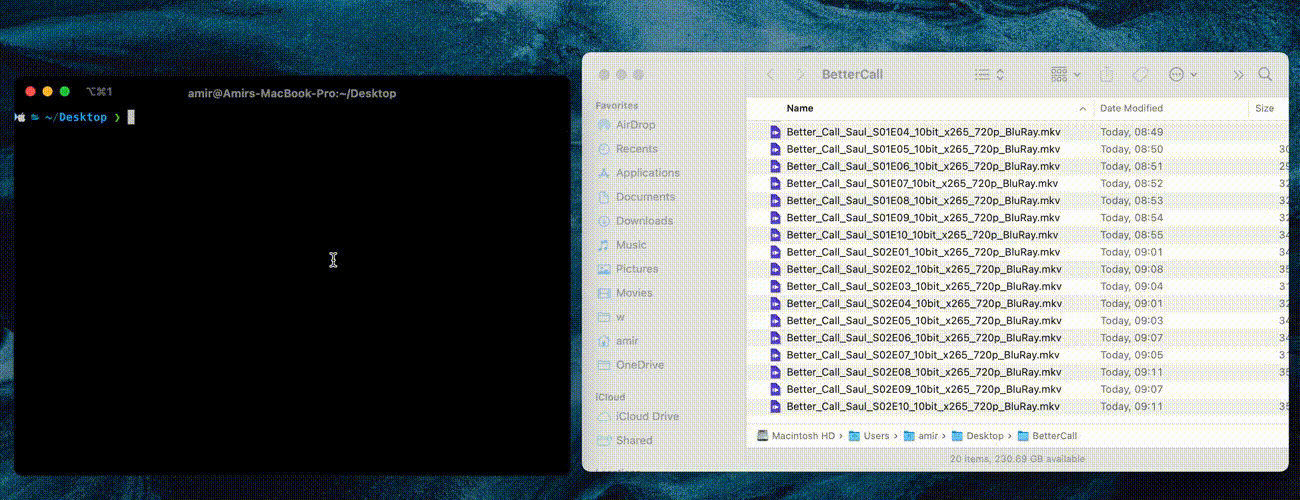 ⌥⌘1
amir@Amirs-MacBook-Pro:~/Desktop
~/Desktop ❯
BetterCall
Favorites
AirDrop
Recents
Applications
Documents
Downloads
Music
Pictures
Movies
w
amir
OneDrive
iCloud
iCloud Drive
Shared
Name Date Modified Size
Better_Call_Saul_S01E04_10bit_x265_720p_BluRay.mkv Today, 08:49
Better_Call_Saul_S01E05_10bit_x265_720p_BluRay.mkv Today, 08:50 30
Better_Call_Saul_S01E06_10bit_x265_720p_BluRay.mkv Today, 08:51 29
Better_Call_Saul_S01E07_10bit_x265_720p_BluRay.mkv Today, 08:52 32
Better_Call_Saul_S01E08_10bit_x265_720p_BluRay.mkv Today, 08:53 32
Better_Call_Saul_S01E09_10bit_x265_720p_BluRay.mkv Today, 08:54 32
Better_Call_Saul_S01E10_10bit_x265_720p_BluRay.mkv Today, 08:55 34
Better_Call_Saul_S02E01_10bit_x265_720p_BluRay.mkv Today, 09:01 34
Better_Call_Saul_S02E02_10bit_x265_720p_BluRay.mkv Today, 09:08 35
Better_Call_Saul_S02E03_10bit_x265_720p_BluRay.mkv Today, 09:04 31
Better_Call_Saul_S02E04_10bit_x265_720p_BluRay.mkv Today, 09:01 32
Better_Call_Saul_S02E05_10bit_x265_720p_BluRay.mkv Today, 09:03 34
Better_Call_Saul_S02E06_10bit_x265_720p_BluRay.mkv Today, 09:07 34
Better_Call_Saul_S02E07_10bit_x265_720p_BluRay.mkv Today, 09:05 31
Better_Call_Saul_S02E08_10bit_x265_720p_BluRay.mkv Today, 09:11 35
Better_Call_Saul_S02E09_10bit_x265_720p_BluRay.mkv Today, 09:07
Better_Call_Saul_S02E10_10bit_x265_720p_BluRay.mkv Today, 09:11 35
Macintosh HD › Users › amir › Desktop › BetterCall
20 items, 230.69 GB available